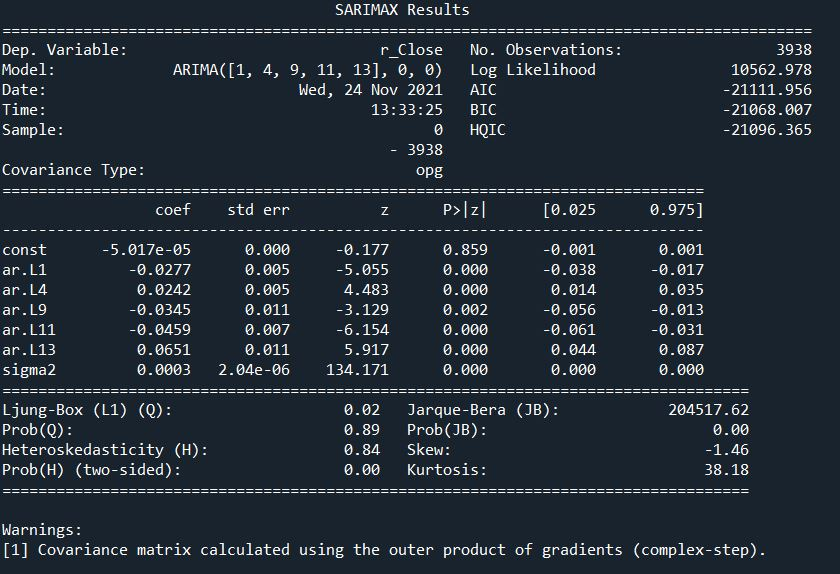 SARIMAX Results
==========================================================================================
Dep. Variable:                            r_Close   No. Observations:                 3938
Model:             ARIMA([1, 4, 9, 11, 13], 0, 0)   Log Likelihood               10562.978
Date:                            Wed, 24 Nov 2021   AIC                         -21111.956
Time:                                    13:33:25   BIC                         -21068.007
Sample:                                         0   HQIC                        -21096.365
                                           - 3938
Covariance Type:                              opg
==============================================================================
                 coef    std err          z      P>|z|      [0.025      0.975]
------------------------------------------------------------------------------
const      -5.017e-05      0.000     -0.177      0.859      -0.001       0.001
ar.L1         -0.0277      0.005     -5.055      0.000      -0.038      -0.017
ar.L4          0.0242      0.005      4.483      0.000       0.014       0.035
ar.L9         -0.0345      0.011     -3.129      0.002      -0.056      -0.013
ar.L11        -0.0459      0.007     -6.154      0.000      -0.061      -0.031
ar.L13         0.0651      0.011      5.917      0.000       0.044       0.087
sigma2         0.0003   2.04e-06    134.171      0.000       0.000       0.000
===================================================================================
Ljung-Box (L1) (Q):                   0.02   Jarque-Bera (JB):            204517.62
Prob(Q):                              0.89   Prob(JB):                         0.00
Heteroskedasticity (H):               0.84   Skew:                            -1.46
Prob(H) (two-sided):                  0.00   Kurtosis:                        38.18
===================================================================================
Warnings:
[1] Covariance matrix calculated using the outer product of gradients (complex-step).